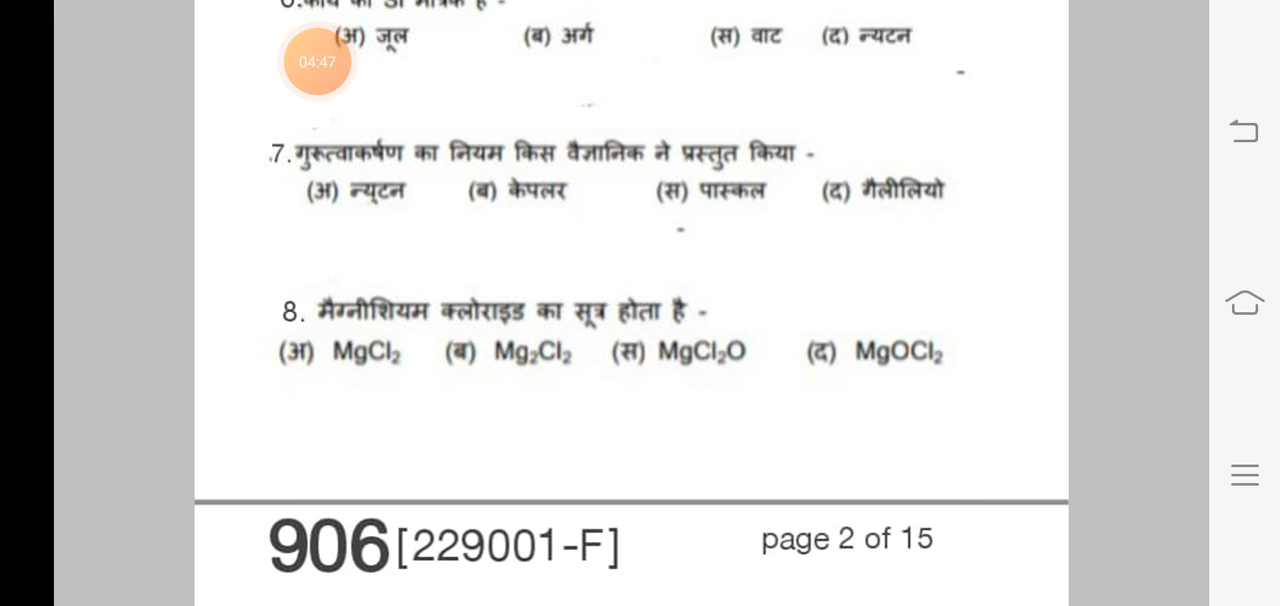 (अ) जूल (ब) अर्ग (स) वाट (द) न्यटन
04:47
.7. गुरूत्वाकर्षण का नियम किस वैज्ञानिक ने प्रस्तुत किया -
(अ) न्यूटन (ब) केपलर (स) पास्कल (द) गैलीलियो
8. मैग्नीशियम क्लोराइड का सूत्र होता है -
(अ) MgCl₂ (ब) Mg₂Cl₂ (स) MgCl₂O (द) MgOCl₂
906[229001-F] page 2 of 15